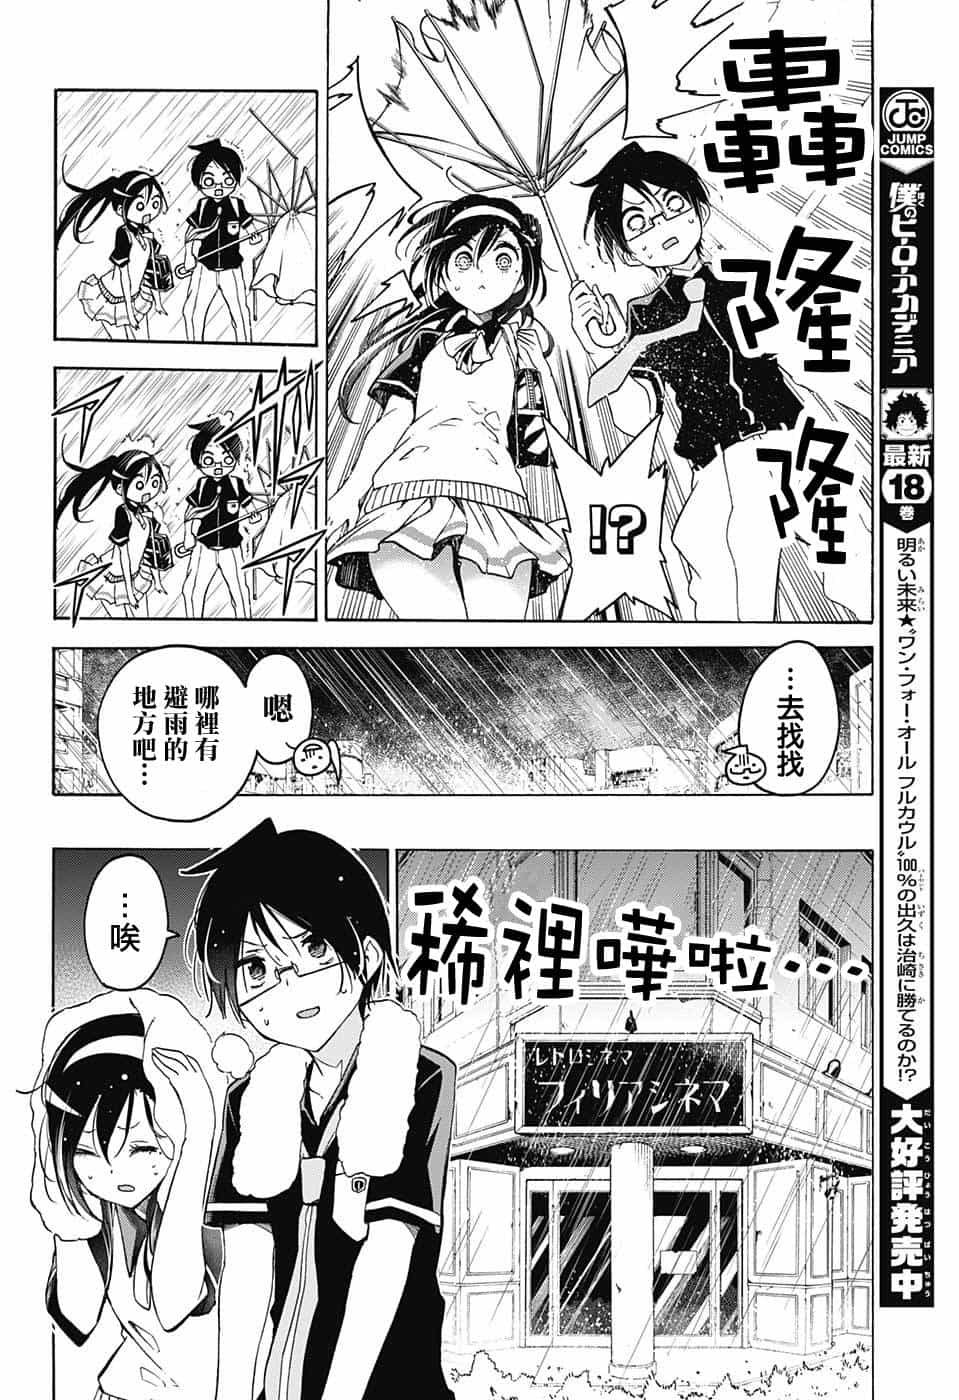 轟
隆
隆
!?
…去找找
嗯
哪裡有
避雨的
地方吧…
稀裡嘩啦…
…唉
レトロシネマ
フィリアシネマ
JC
JUMP
COMICS
僕のヒーローアカデミア
最新
18
巻
明るい未来★“ワン・フォー・オール フルカウル”100%の出久は治崎に勝てるのか!?
大好評発売中